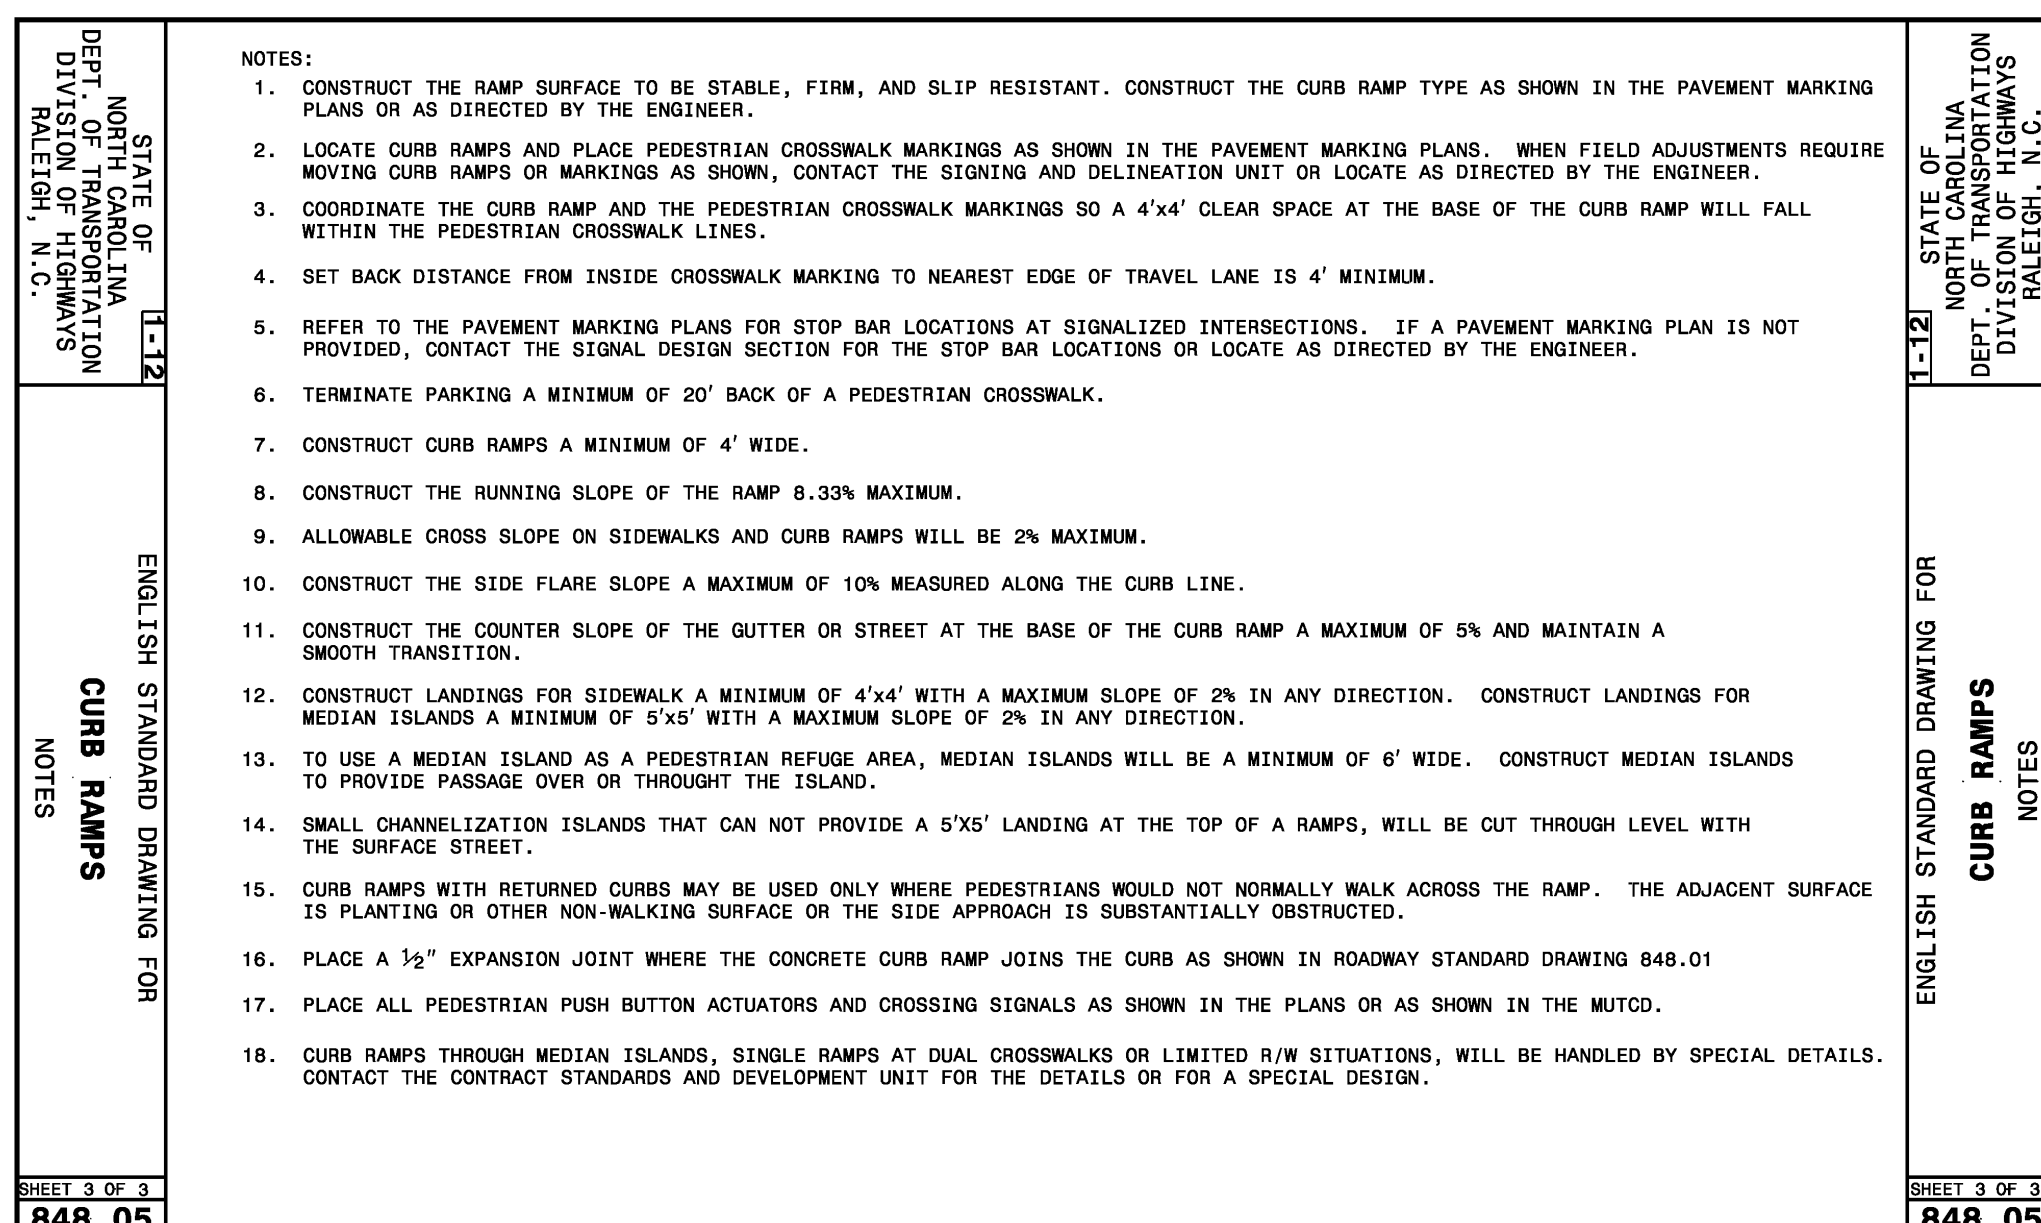 STATE OF
NORTH CAROLINA
DEPT. OF TRANSPORTATION
DIVISION OF HIGHWAYS
RALEIGH, N.C.
1-12
ENGLISH STANDARD DRAWING FOR
CURB RAMPS
NOTES
SHEET 3 OF 3
848.05
NOTES:
1. CONSTRUCT THE RAMP SURFACE TO BE STABLE, FIRM, AND SLIP RESISTANT. CONSTRUCT THE CURB RAMP TYPE AS SHOWN IN THE PAVEMENT MARKING
PLANS OR AS DIRECTED BY THE ENGINEER.
2. LOCATE CURB RAMPS AND PLACE PEDESTRIAN CROSSWALK MARKINGS AS SHOWN IN THE PAVEMENT MARKING PLANS. WHEN FIELD ADJUSTMENTS REQUIRE
MOVING CURB RAMPS OR MARKINGS AS SHOWN, CONTACT THE SIGNING AND DELINEATION UNIT OR LOCATE AS DIRECTED BY THE ENGINEER.
3. COORDINATE THE CURB RAMP AND THE PEDESTRIAN CROSSWALK MARKINGS SO A 4'x4' CLEAR SPACE AT THE BASE OF THE CURB RAMP WILL FALL
WITHIN THE PEDESTRIAN CROSSWALK LINES.
4. SET BACK DISTANCE FROM INSIDE CROSSWALK MARKING TO NEAREST EDGE OF TRAVEL LANE IS 4' MINIMUM.
5. REFER TO THE PAVEMENT MARKING PLANS FOR STOP BAR LOCATIONS AT SIGNALIZED INTERSECTIONS. IF A PAVEMENT MARKING PLAN IS NOT
PROVIDED, CONTACT THE SIGNAL DESIGN SECTION FOR THE STOP BAR LOCATIONS OR LOCATE AS DIRECTED BY THE ENGINEER.
6. TERMINATE PARKING A MINIMUM OF 20' BACK OF A PEDESTRIAN CROSSWALK.
7. CONSTRUCT CURB RAMPS A MINIMUM OF 4' WIDE.
8. CONSTRUCT THE RUNNING SLOPE OF THE RAMP 8.33% MAXIMUM.
9. ALLOWABLE CROSS SLOPE ON SIDEWALKS AND CURB RAMPS WILL BE 2% MAXIMUM.
10. CONSTRUCT THE SIDE FLARE SLOPE A MAXIMUM OF 10% MEASURED ALONG THE CURB LINE.
11. CONSTRUCT THE COUNTER SLOPE OF THE GUTTER OR STREET AT THE BASE OF THE CURB RAMP A MAXIMUM OF 5% AND MAINTAIN A
SMOOTH TRANSITION.
12. CONSTRUCT LANDINGS FOR SIDEWALK A MINIMUM OF 4'x4' WITH A MAXIMUM SLOPE OF 2% IN ANY DIRECTION. CONSTRUCT LANDINGS FOR
MEDIAN ISLANDS A MINIMUM OF 5'x5' WITH A MAXIMUM SLOPE OF 2% IN ANY DIRECTION.
13. TO USE A MEDIAN ISLAND AS A PEDESTRIAN REFUGE AREA, MEDIAN ISLANDS WILL BE A MINIMUM OF 6' WIDE. CONSTRUCT MEDIAN ISLANDS
TO PROVIDE PASSAGE OVER OR THROUGHT THE ISLAND.
14. SMALL CHANNELIZATION ISLANDS THAT CAN NOT PROVIDE A 5'X5' LANDING AT THE TOP OF A RAMPS, WILL BE CUT THROUGH LEVEL WITH
THE SURFACE STREET.
15. CURB RAMPS WITH RETURNED CURBS MAY BE USED ONLY WHERE PEDESTRIANS WOULD NOT NORMALLY WALK ACROSS THE RAMP. THE ADJACENT SURFACE
IS PLANTING OR OTHER NON-WALKING SURFACE OR THE SIDE APPROACH IS SUBSTANTIALLY OBSTRUCTED.
16. PLACE A ½" EXPANSION JOINT WHERE THE CONCRETE CURB RAMP JOINS THE CURB AS SHOWN IN ROADWAY STANDARD DRAWING 848.01
17. PLACE ALL PEDESTRIAN PUSH BUTTON ACTUATORS AND CROSSING SIGNALS AS SHOWN IN THE PLANS OR AS SHOWN IN THE MUTCD.
18. CURB RAMPS THROUGH MEDIAN ISLANDS, SINGLE RAMPS AT DUAL CROSSWALKS OR LIMITED R/W SITUATIONS, WILL BE HANDLED BY SPECIAL DETAILS.
CONTACT THE CONTRACT STANDARDS AND DEVELOPMENT UNIT FOR THE DETAILS OR FOR A SPECIAL DESIGN.
STATE OF
NORTH CAROLINA
DEPT. OF TRANSPORTATION
DIVISION OF HIGHWAYS
RALEIGH, N.C.
1-12
ENGLISH STANDARD DRAWING FOR
CURB RAMPS
NOTES
SHEET 3 OF 3
848.05